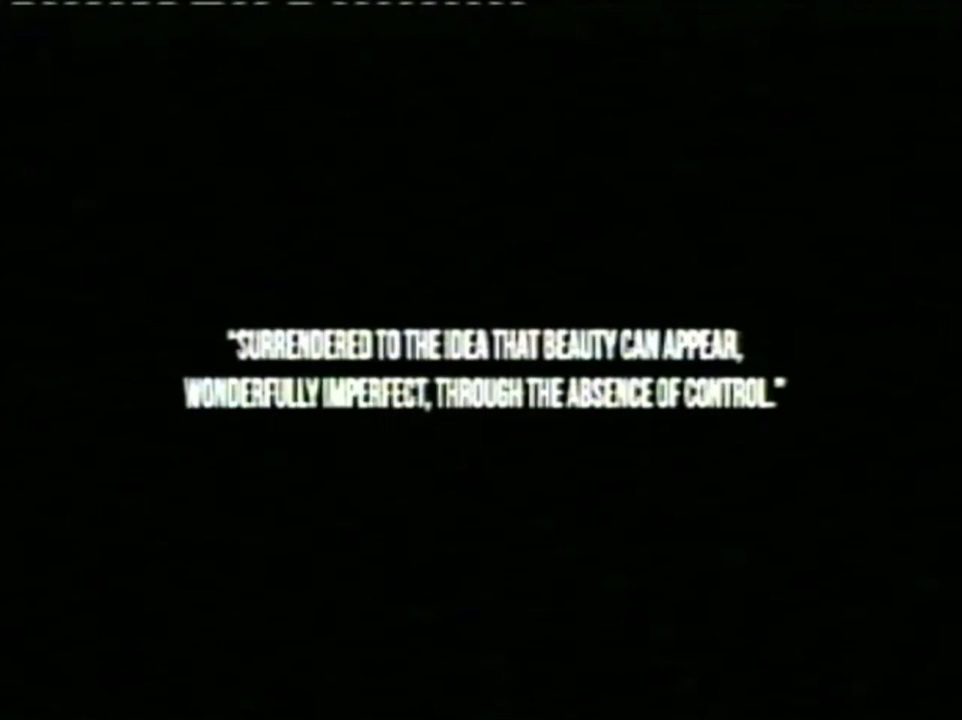 "SURRENDERED TO THE IDEA THAT BEAUTY CAN APPEAR,
WONDERFULLY IMPERFECT, THROUGH THE ABSENCE OF CONTROL."